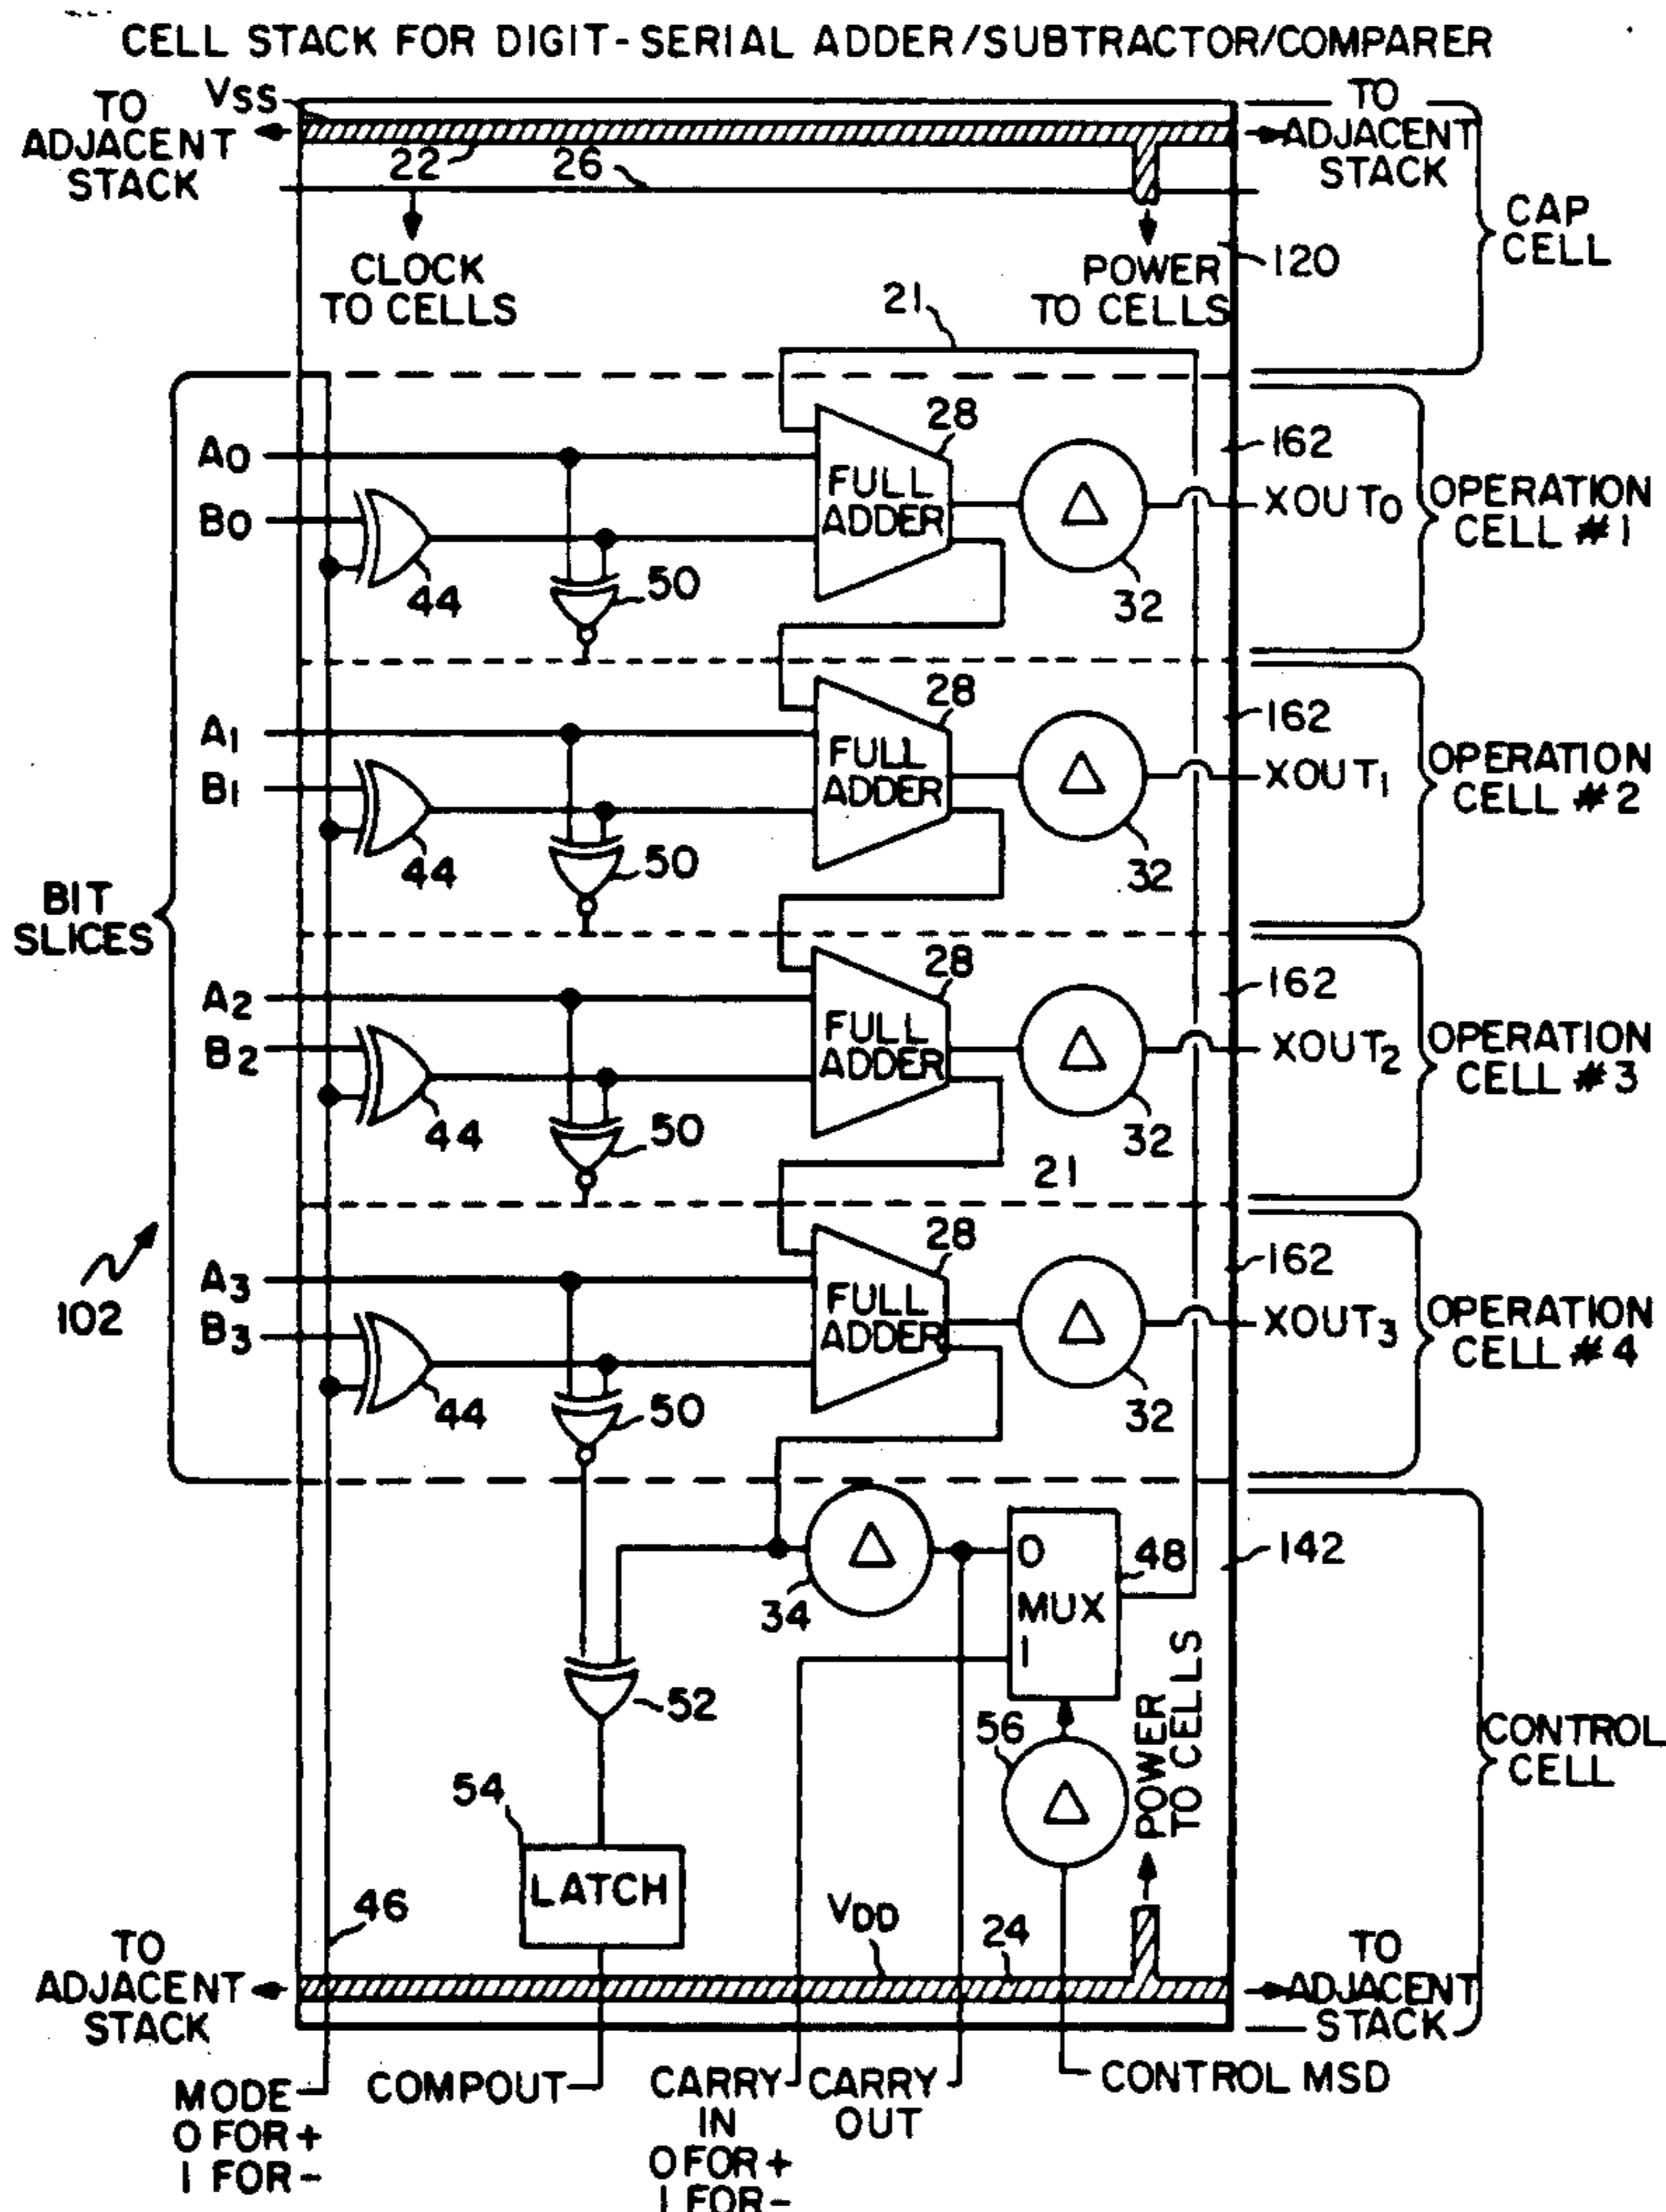 CELL STACK FOR DIGIT-SERIAL ADDER/SUBTRACTOR/COMPARER
VSS
TO
ADJACENT
STACK
22
26
TO
ADJACENT
STACK
CAP
CELL
CLOCK
TO CELLS
POWER
TO CELLS
120
21
BIT
SLICES
102
A0
B0
44
50
FULL
ADDER
28
Δ
32
162
XOUT0
OPERATION
CELL #1
A1
B1
44
50
FULL
ADDER
28
Δ
32
162
XOUT1
OPERATION
CELL #2
A2
B2
44
50
FULL
ADDER
28
Δ
32
162
XOUT2
OPERATION
CELL #3
21
A3
B3
44
50
FULL
ADDER
28
Δ
32
162
XOUT3
OPERATION
CELL #4
Δ
34
0
MUX
1
48
142
52
56
Δ
POWER
TO CELLS
CONTROL
CELL
54
LATCH
46
VDD
24
TO
ADJACENT
STACK
TO
ADJACENT
STACK
MODE
0 FOR +
1 FOR -
COMPOUT
CARRY
IN
0 FOR +
1 FOR -
CARRY
OUT
CONTROL MSD